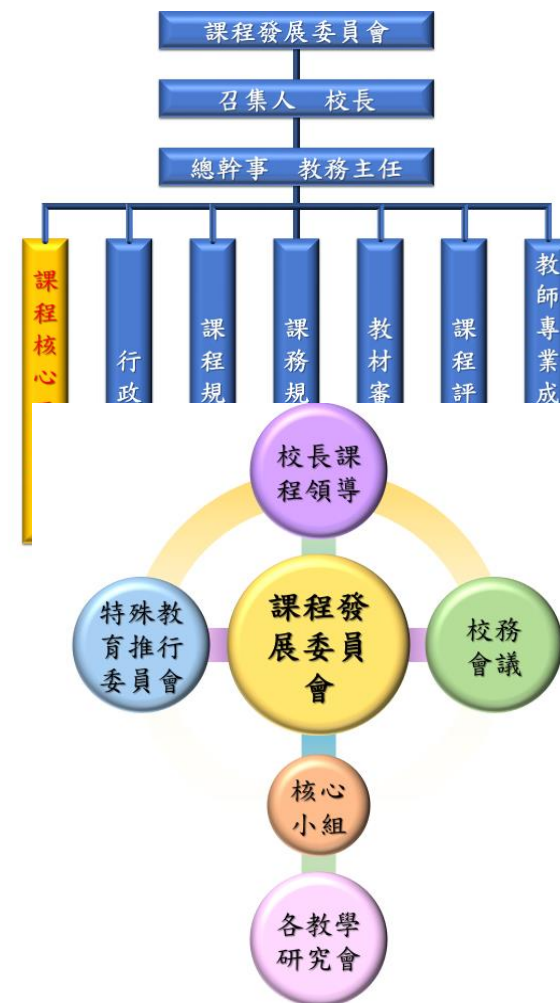 課程發展委員會
召集人 校長
總幹事 教務主任
課程核心
行政
課程規
課務規
教材審
課程評
教師專業成
校長課
程領導
特殊教
育推行
委員會
課程發
展委員
會
校務
會議
核心
小組
各教學
研究會